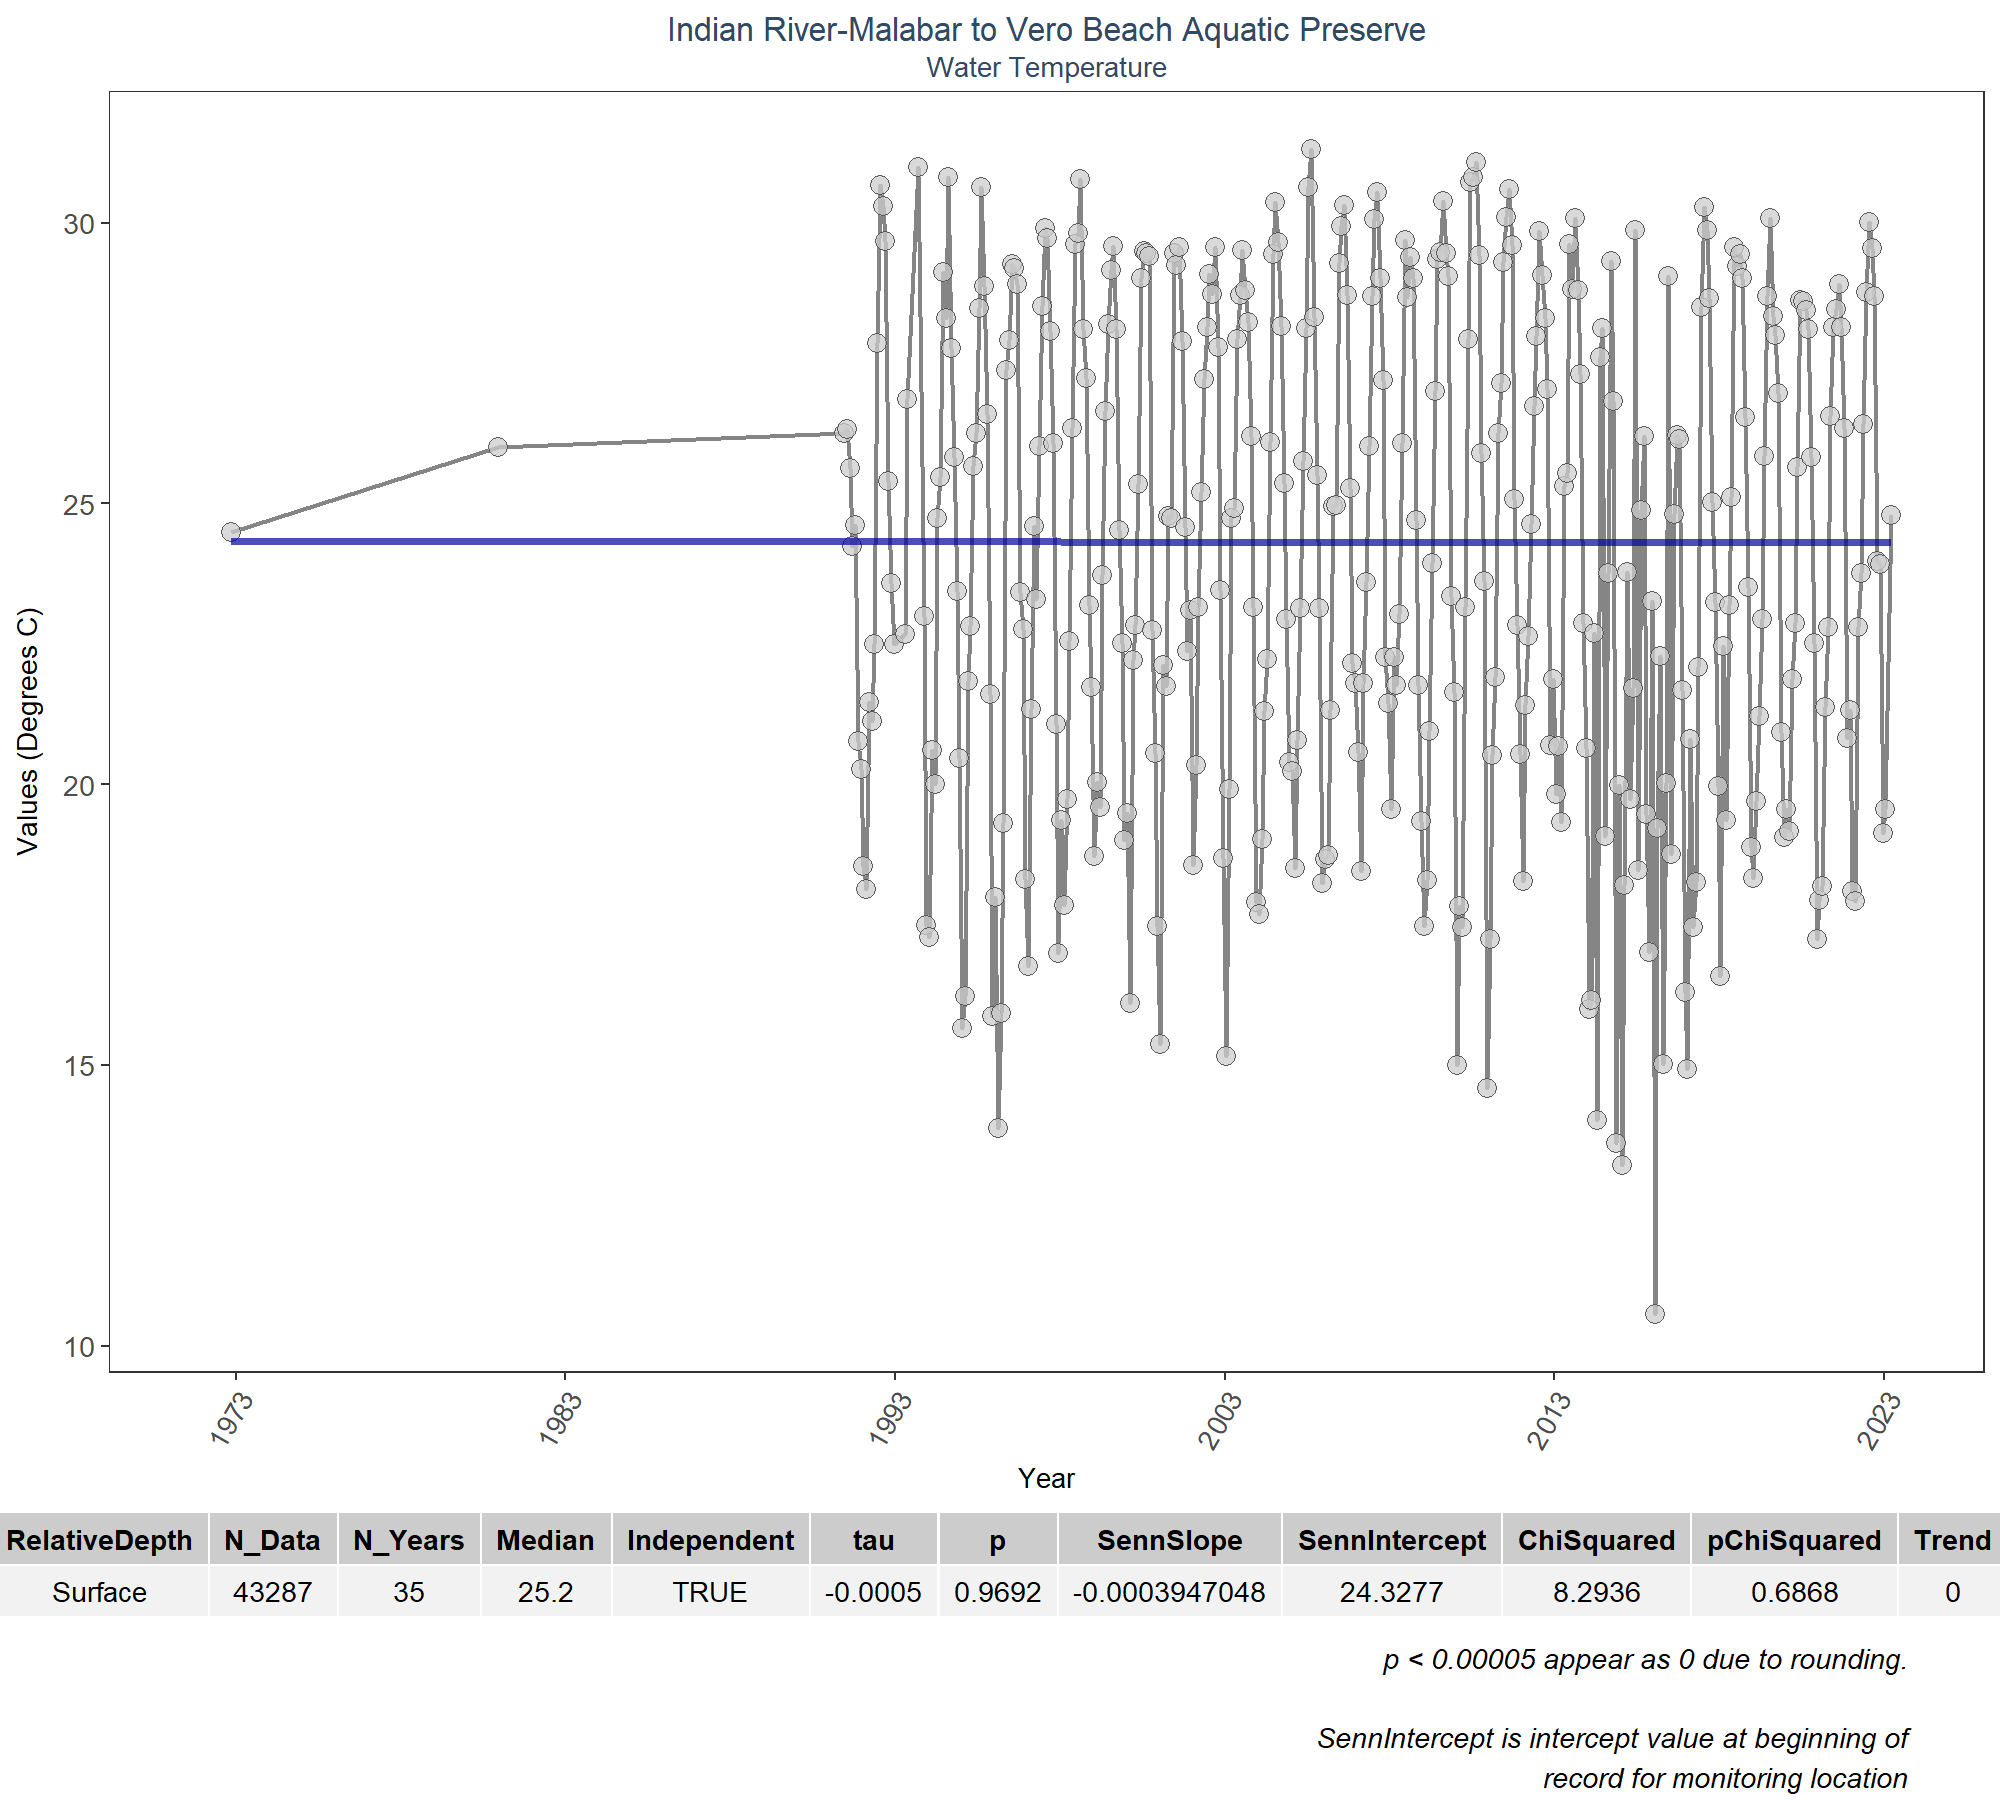 Indian River-Malabar to Vero Beach Aquatic Preserve
Water Temperature
Values (Degrees C)
30
25
20
15
10
1973 1983 1993 2003 2013 2023
Year
RelativeDepth N_Data N_Years Median Independent tau p SennSlope SennIntercept ChiSquared pChiSquared Trend
Surface 43287 35 25.2 TRUE -0.0005 0.9692 -0.0003947048 24.3277 8.2936 0.6868 0
p < 0.00005 appear as 0 due to rounding.
SennIntercept is intercept value at beginning of
record for monitoring location